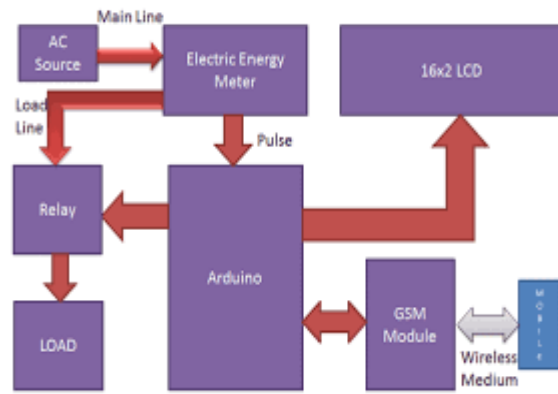 Main Line
AC
Source
Electric Energy
Meter
16x2 LCD
Load
Line
Pulse
Relay
Arduino
GSM
Module
MOBILE
LOAD
Wireless
Medium